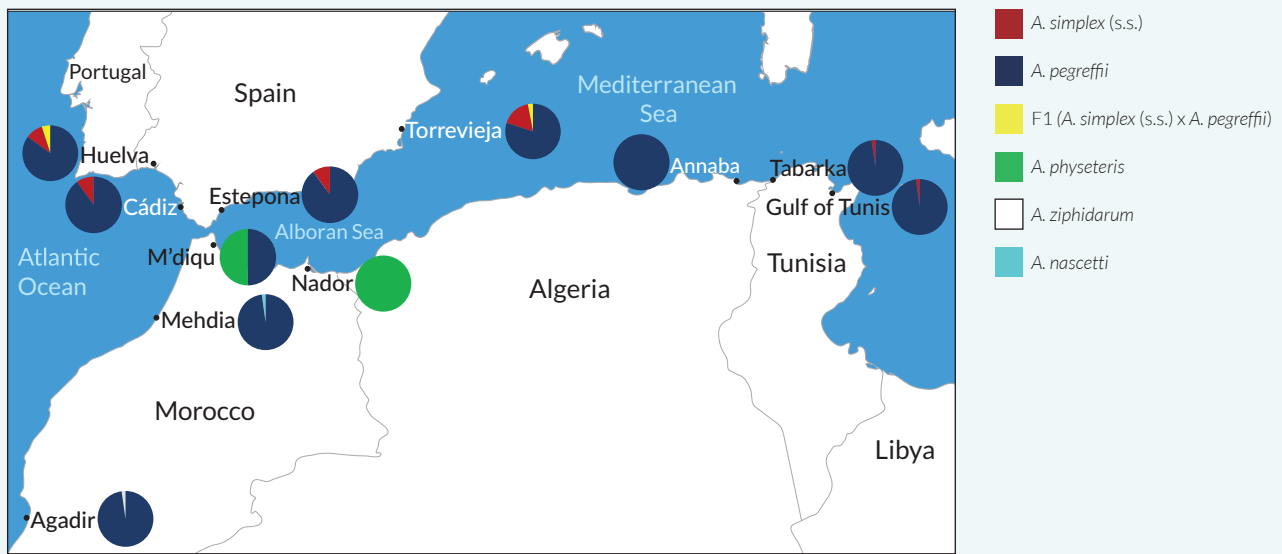 Portugal
Spain
Mediterranean
Sea
Torrevieja
Huelva
Annaba
Tabarka
Estepona
Cádiz
Gulf of Tunis
Alboran Sea
Atlantic
Ocean
M'diqu
Nador
Tunisia
Algeria
Mehdia
Morocco
Libya
Agadir
A. simplex (s.s.)
A. pegreffii
F1 (A. simplex (s.s.) x A. pegreffii)
A. physeteris
A. ziphidarum
A. nascetti